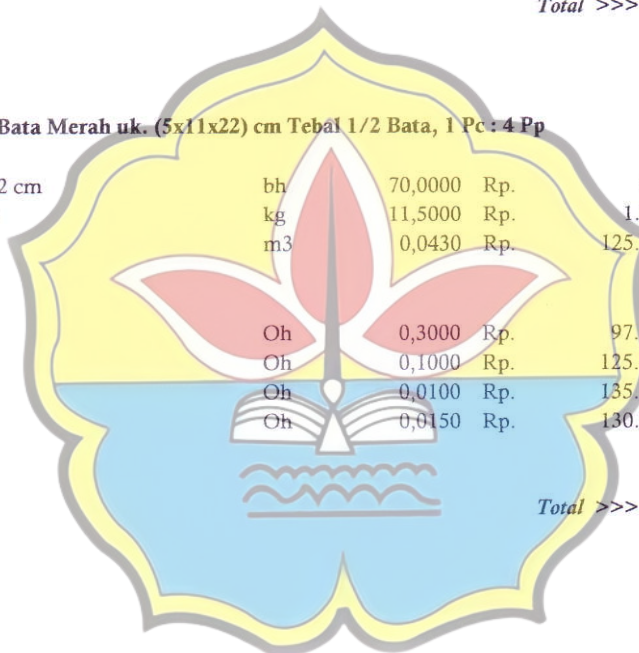 Total >>>
Bata Merah uk. (5x11x22) cm Tebal 1/2 Bata, 1 Pc : 4 Pp
2 cm bh 70,0000 Rp.
kg 11,5000 Rp. 1.
m3 0,0430 Rp. 125.
Oh 0,3000 Rp. 97.
Oh 0,1000 Rp. 125.
Oh 0,0100 Rp. 135.
Oh 0,0150 Rp. 130.
Total >>>